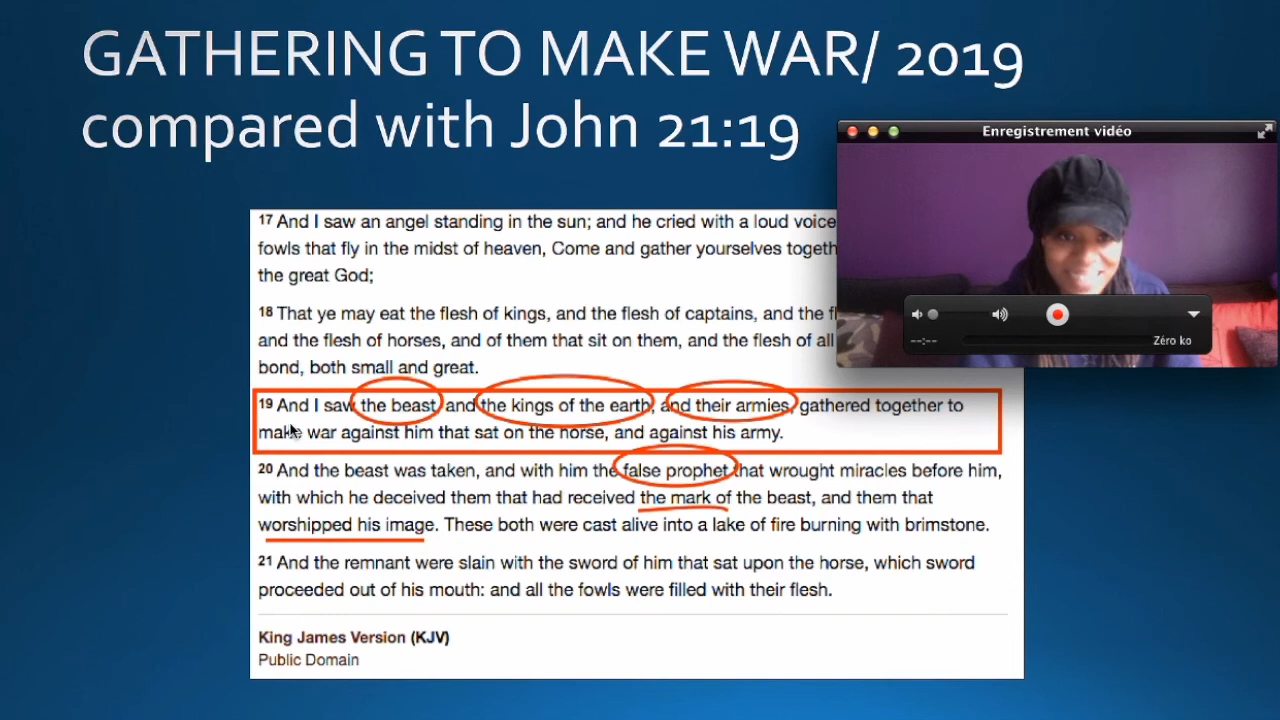 GATHERING TO MAKE WAR/ 2019
compared with John 21:19
Enregistrement vidéo
--:--
Zéro ko
17 And I saw an angel standing in the sun; and he cried with a loud voice
fowls that fly in the midst of heaven, Come and gather yourselves togeth
the great God;
18 That ye may eat the flesh of kings, and the flesh of captains, and the fl
and the flesh of horses, and of them that sit on them, and the flesh of all
bond, both small and great.
19 And I saw the beast, and the kings of the earth, and their armies, gathered together to
make war against him that sat on the horse, and against his army.
20 And the beast was taken, and with him the false prophet that wrought miracles before him,
with which he deceived them that had received the mark of the beast, and them that
worshipped his image. These both were cast alive into a lake of fire burning with brimstone.
21 And the remnant were slain with the sword of him that sat upon the horse, which sword
proceeded out of his mouth: and all the fowls were filled with their flesh.
King James Version (KJV)
Public Domain